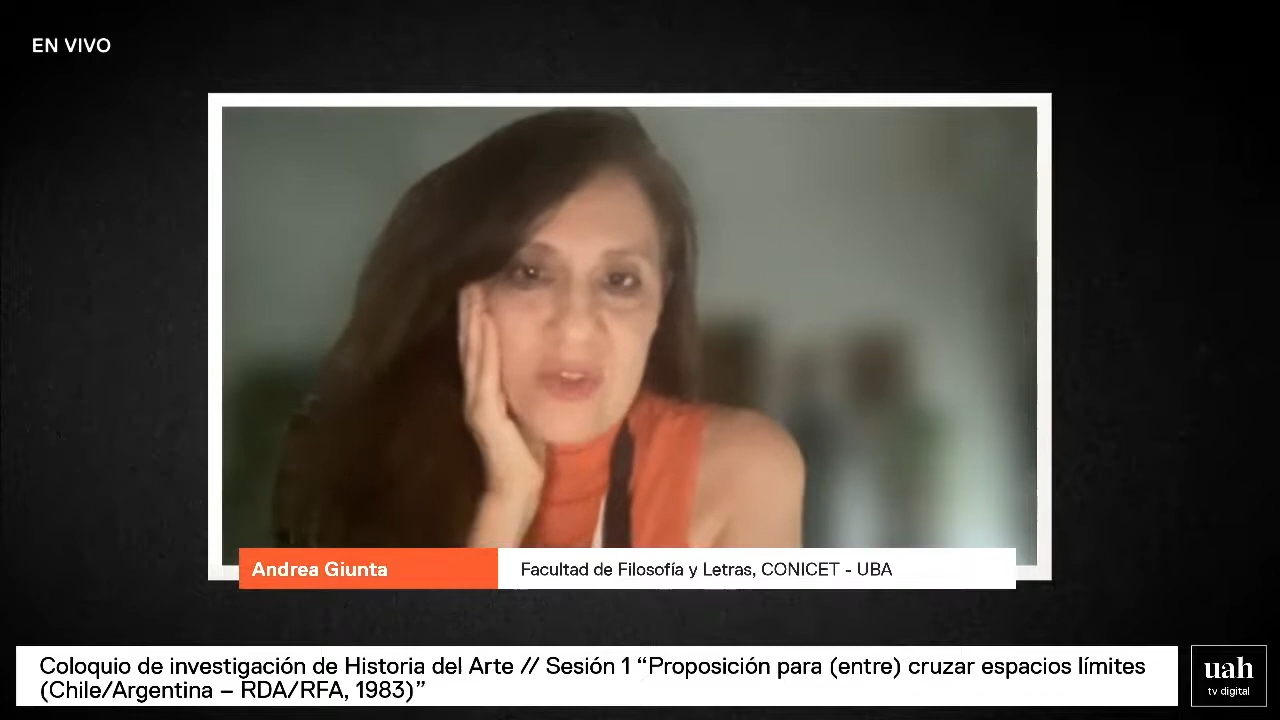 EN VIVO
Andrea Giunta
Facultad de Filosofía y Letras, CONICET - UBA
Coloquio de investigación de Historia del Arte // Sesión 1 “Proposición para (entre) cruzar espacios límites
(Chile/Argentina – RDA/RFA, 1983)”
uah
tv digital